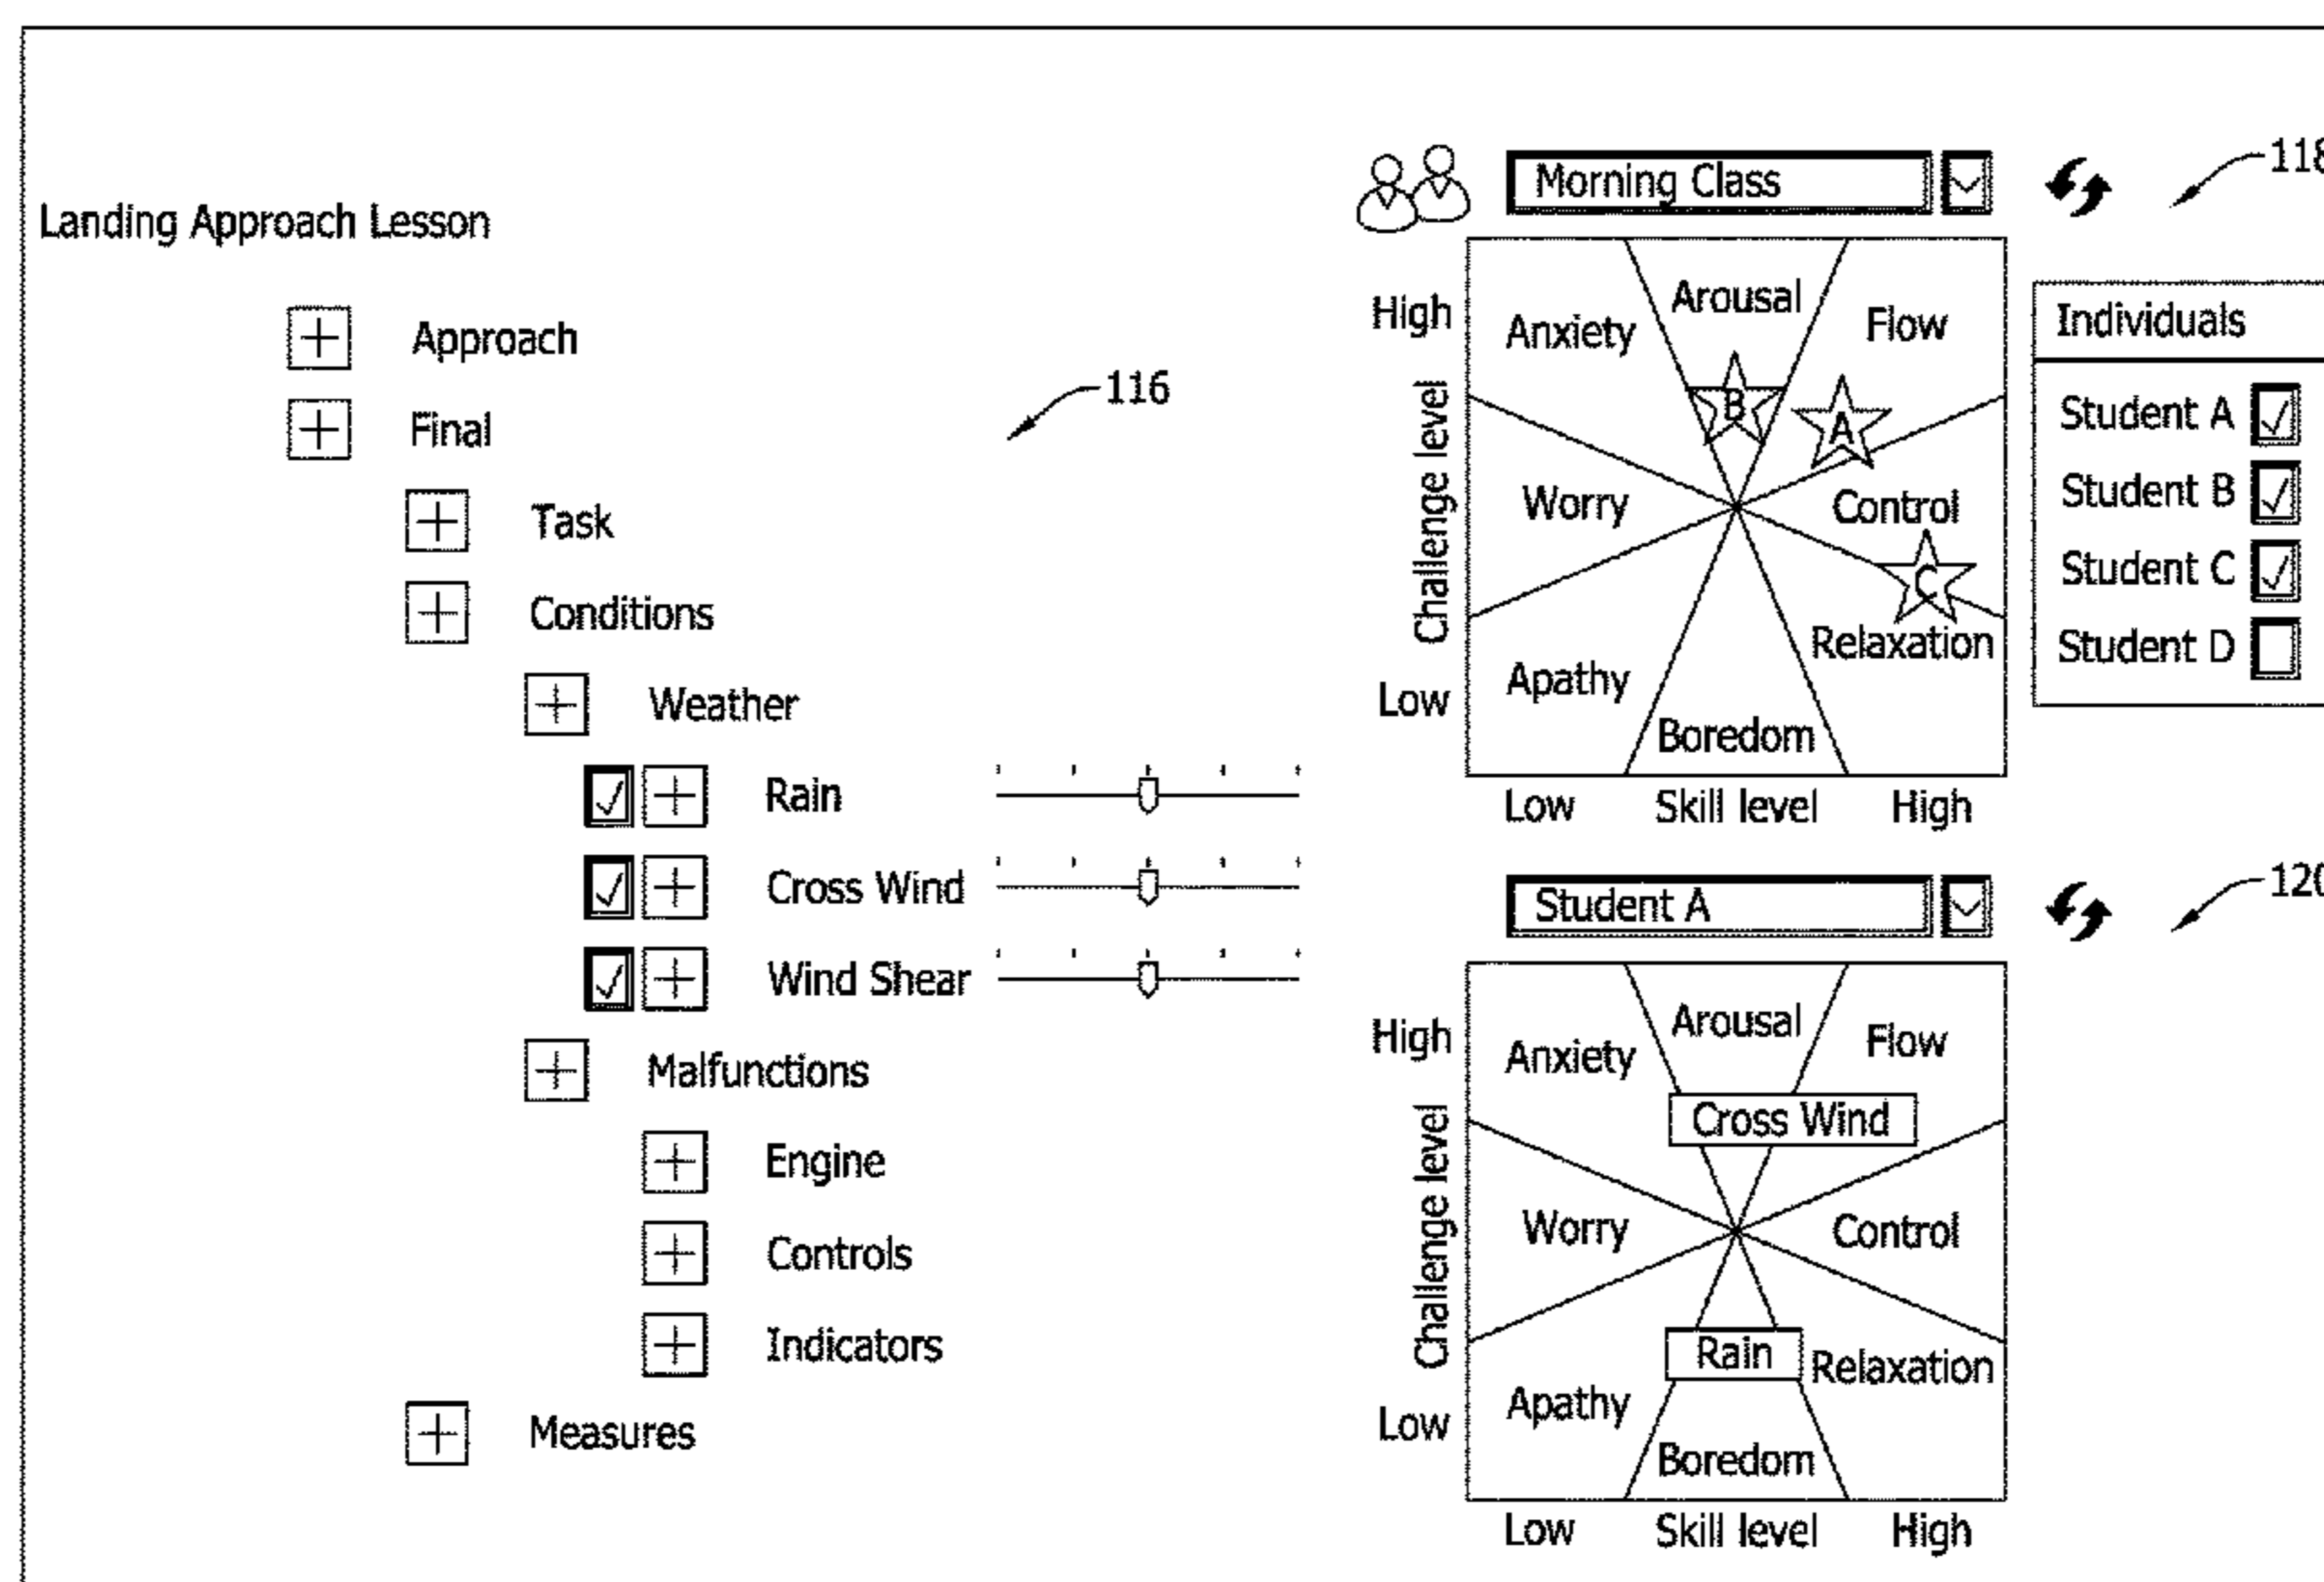 Landing Approach Lesson
Approach
Final
116
Task
Conditions
Weather
Rain
Cross Wind
Wind Shear
Malfunctions
Engine
Controls
Indicators
Measures
Morning Class
118
High
Challenge level
Low
Anxiety
Arousal
Flow
B
A
Worry
Control
C
Relaxation
Apathy
Boredom
Low
Skill level
High
Individuals
Student A
Student B
Student C
Student D
Student A
120
High
Challenge level
Low
Anxiety
Arousal
Flow
Cross Wind
Worry
Control
Rain
Relaxation
Apathy
Boredom
Low
Skill level
High